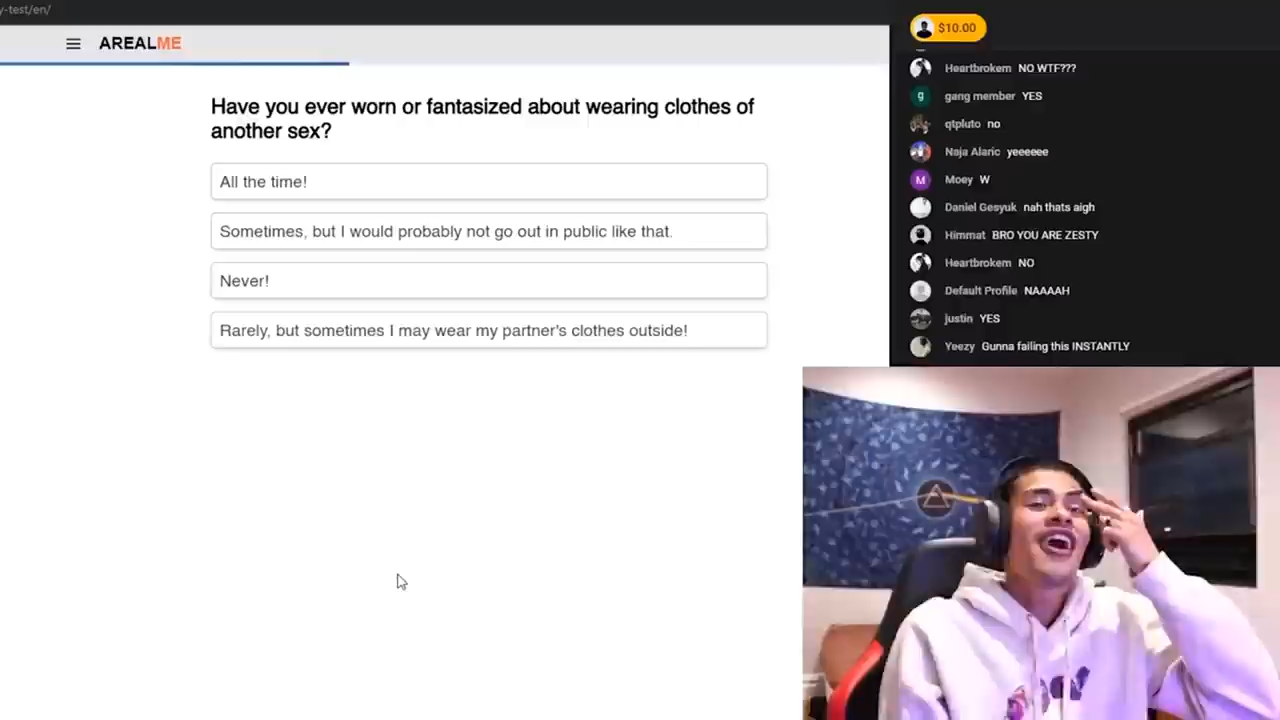 y-test/en/
AREALME
Have you ever worn or fantasized about wearing clothes of
another sex?
All the time!
Sometimes, but I would probably not go out in public like that.
Never!
Rarely, but sometimes I may wear my partner's clothes outside!
$10.00
Heartbrokem NO WTF???
g gang member YES
qtpluto no
Naja Alaric yeeeeee
M Moey W
Daniel Gesyuk nah thats aigh
Himmat BRO YOU ARE ZESTY
Heartbrokem NO
Default Profile NAAAAH
justin YES
Yeezy Gunna failing this INSTANTLY